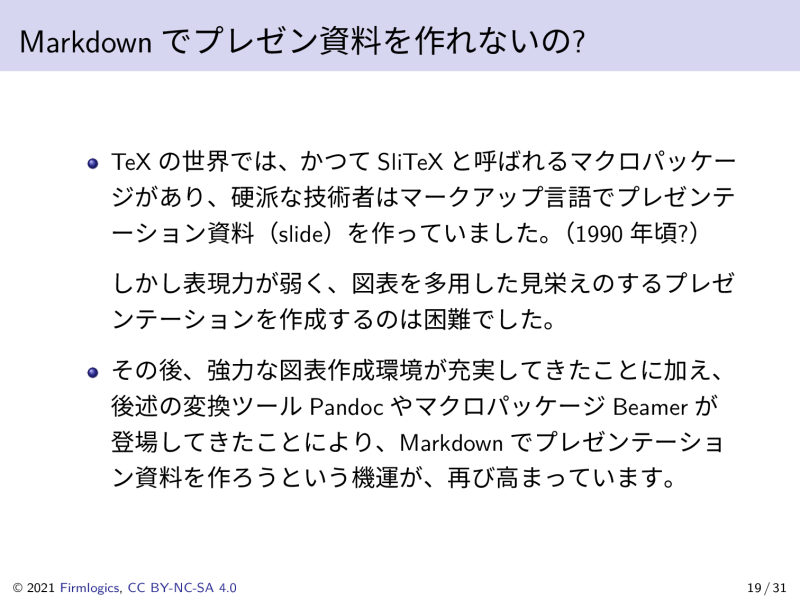 Markdown でプレゼン資料を作れないの?
TeX の世界では、かつて SliTeX と呼ばれるマクロパッケー
ジがあり、硬派な技術者はマークアップ言語でプレゼンテ
ーション資料（slide）を作っていました。（1990 年頃?）
しかし表現力が弱く、図表を多用した見栄えのするプレゼ
ンテーションを作成するのは困難でした。
その後、強力な図表作成環境が充実してきたことに加え、
後述の変換ツール Pandoc やマクロパッケージ Beamer が
登場してきたことにより、Markdown でプレゼンテーショ
ン資料を作ろうという機運が、再び高まっています。
© 2021 Firmlogics, CC BY-NC-SA 4.0
19 / 31